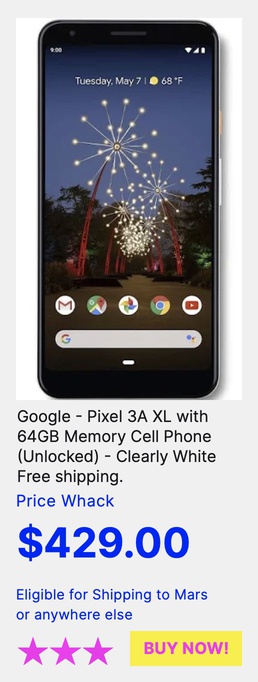 9:00
Tuesday, May 7 | 68 °F
G
Google - Pixel 3A XL with
64GB Memory Cell Phone
(Unlocked) - Clearly White
Free shipping.
Price Whack
$429.00
Eligible for Shipping to Mars
or anywhere else
BUY NOW!